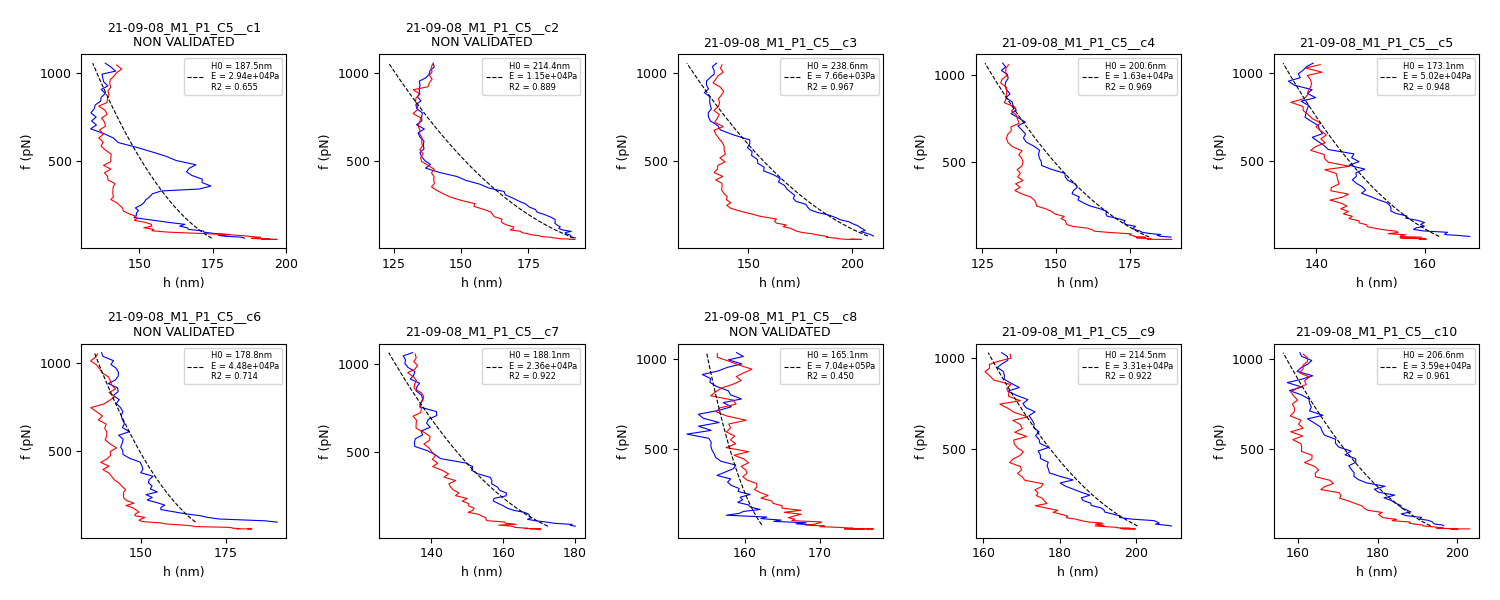 21-09-08_M1_P1_C5__c1
NON VALIDATED
H0 = 187.5nm
E = 2.94e+04Pa
R2 = 0.655
1000
500
f (pN)
150
175
200
h (nm)
21-09-08_M1_P1_C5__c2
NON VALIDATED
H0 = 214.4nm
E = 1.15e+04Pa
R2 = 0.889
1000
500
f (pN)
125
150
175
h (nm)
21-09-08_M1_P1_C5__c3
H0 = 238.6nm
E = 7.66e+03Pa
R2 = 0.967
1000
500
f (pN)
150
200
h (nm)
21-09-08_M1_P1_C5__c4
H0 = 200.6nm
E = 1.63e+04Pa
R2 = 0.969
1000
500
f (pN)
125
150
175
h (nm)
21-09-08_M1_P1_C5__c5
H0 = 173.1nm
E = 5.02e+04Pa
R2 = 0.948
1000
500
f (pN)
140
160
h (nm)
21-09-08_M1_P1_C5__c6
NON VALIDATED
H0 = 178.8nm
E = 4.48e+04Pa
R2 = 0.714
1000
500
f (pN)
150
175
h (nm)
21-09-08_M1_P1_C5__c7
H0 = 188.1nm
E = 2.36e+04Pa
R2 = 0.922
1000
500
f (pN)
140
160
180
h (nm)
21-09-08_M1_P1_C5__c8
NON VALIDATED
H0 = 165.1nm
E = 7.04e+05Pa
R2 = 0.450
1000
500
f (pN)
160
170
h (nm)
21-09-08_M1_P1_C5__c9
H0 = 214.5nm
E = 3.31e+04Pa
R2 = 0.922
1000
500
f (pN)
160
180
200
h (nm)
21-09-08_M1_P1_C5__c10
H0 = 206.6nm
E = 3.59e+04Pa
R2 = 0.961
1000
500
f (pN)
160
180
200
h (nm)